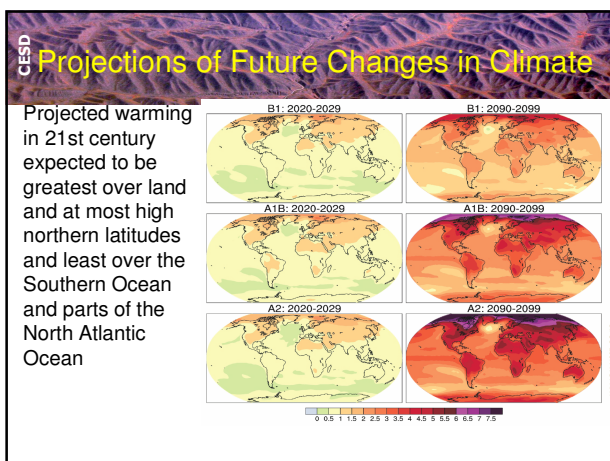 CESD
Projections of Future Changes in Climate
Projected warming
in 21st century
expected to be
greatest over land
and at most high
northern latitudes
and least over the
Southern Ocean
and parts of the
North Atlantic
Ocean
B1: 2020-2029
B1: 2090-2099
A1B: 2020-2029
A1B: 2090-2099
A2: 2020-2029
A2: 2090-2099
0 0.5 1 1.5 2 2.5 3 3.5 4 4.5 5 5.5 6 6.5 7 7.5